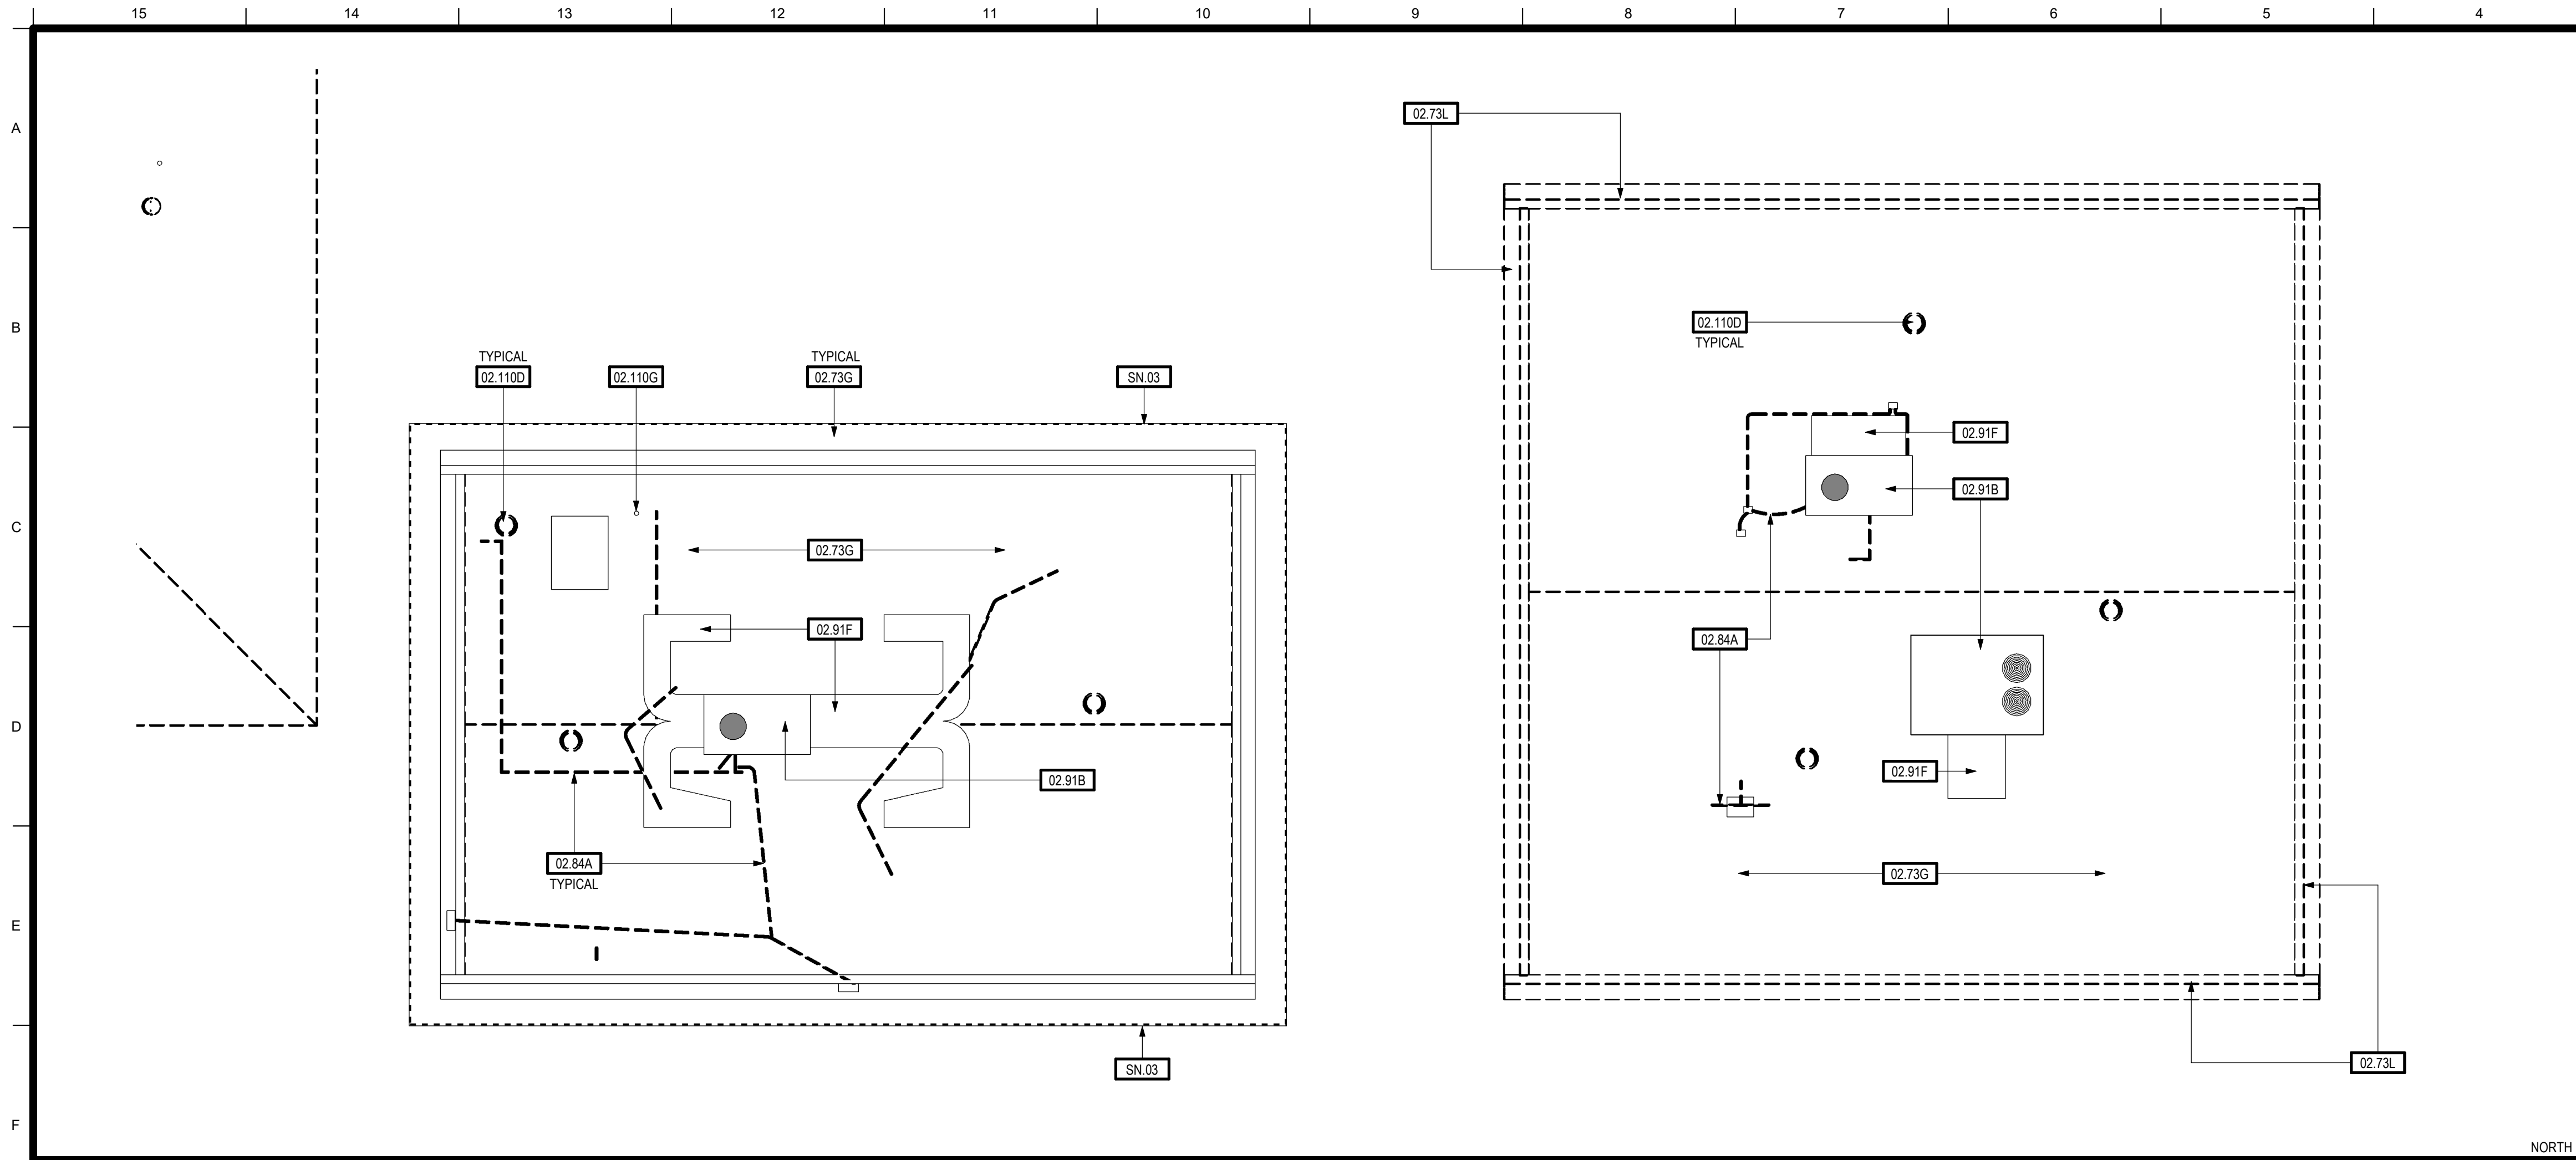 15 14 13 12 11 10 9 8 7 6 5 4
A
02.73L
B
02.110D
TYPICAL
TYPICAL
02.110D
02.110G
TYPICAL
02.73G
SN.03
02.91F
02.91B
C
02.73G
02.91F
02.84A
D
02.91B
02.91F
02.84A
TYPICAL
02.73G
E
SN.03
02.73L
F
NORTH